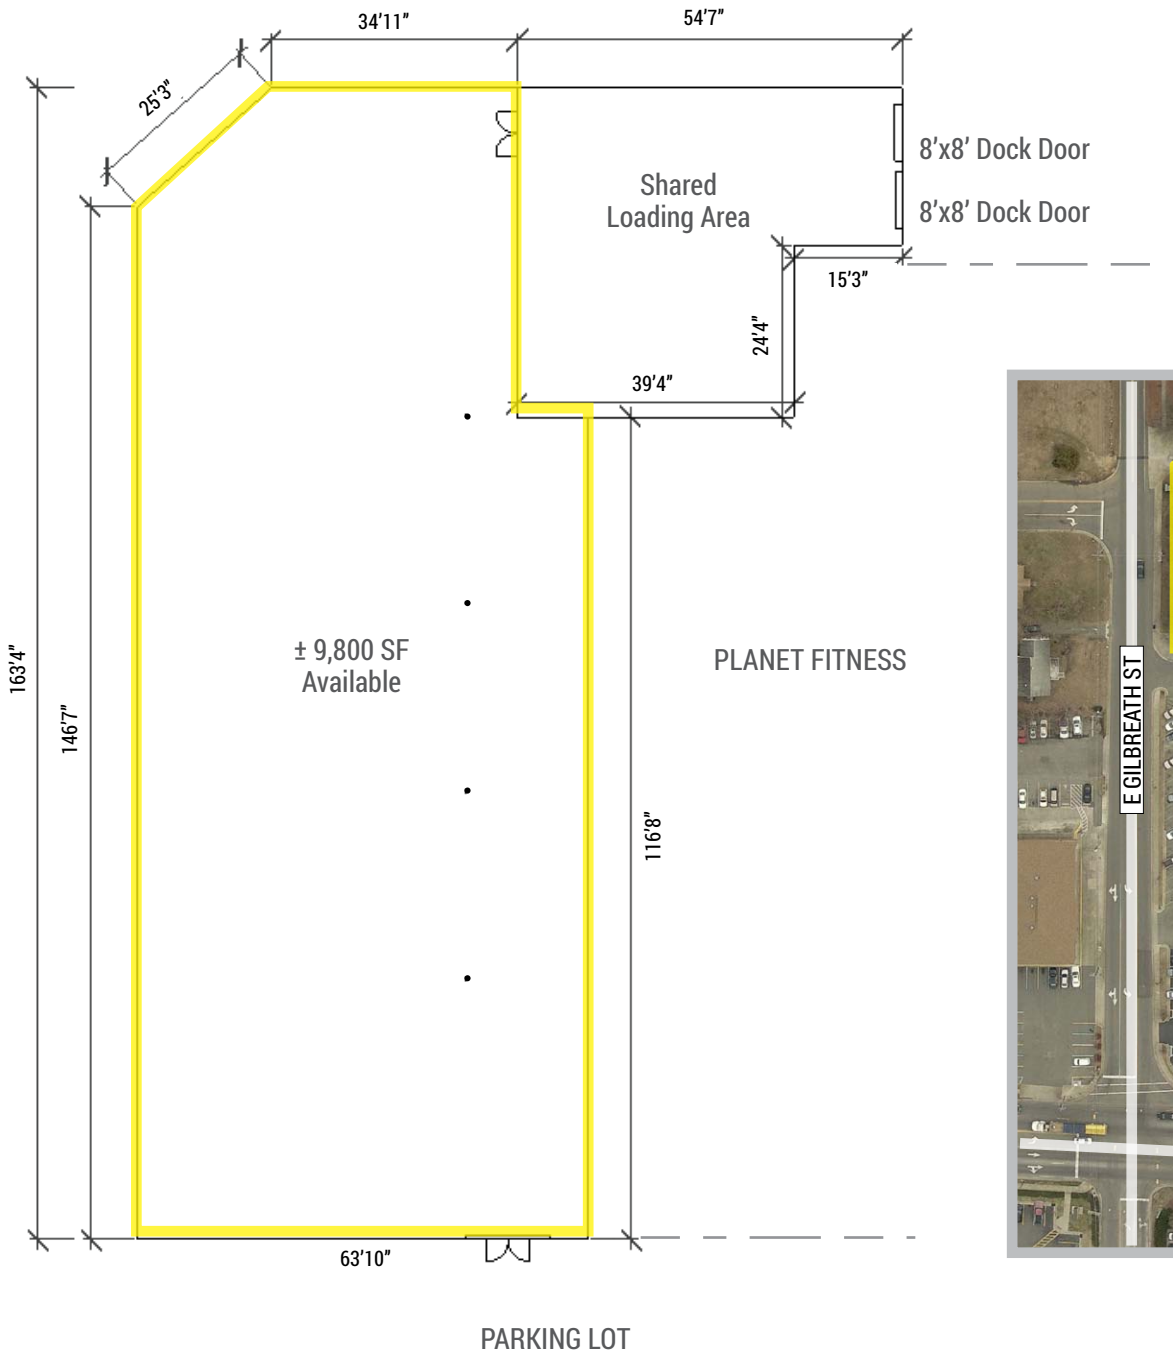 34'11"
54'7"
25'3"
8'x8' Dock Door
Shared
Loading Area
8'x8' Dock Door
15'3"
24'4"
39'4"
± 9,800 SF
Available
PLANET FITNESS
163'4"
146'7"
116'8"
E GILBREATH ST
63'10"
PARKING LOT